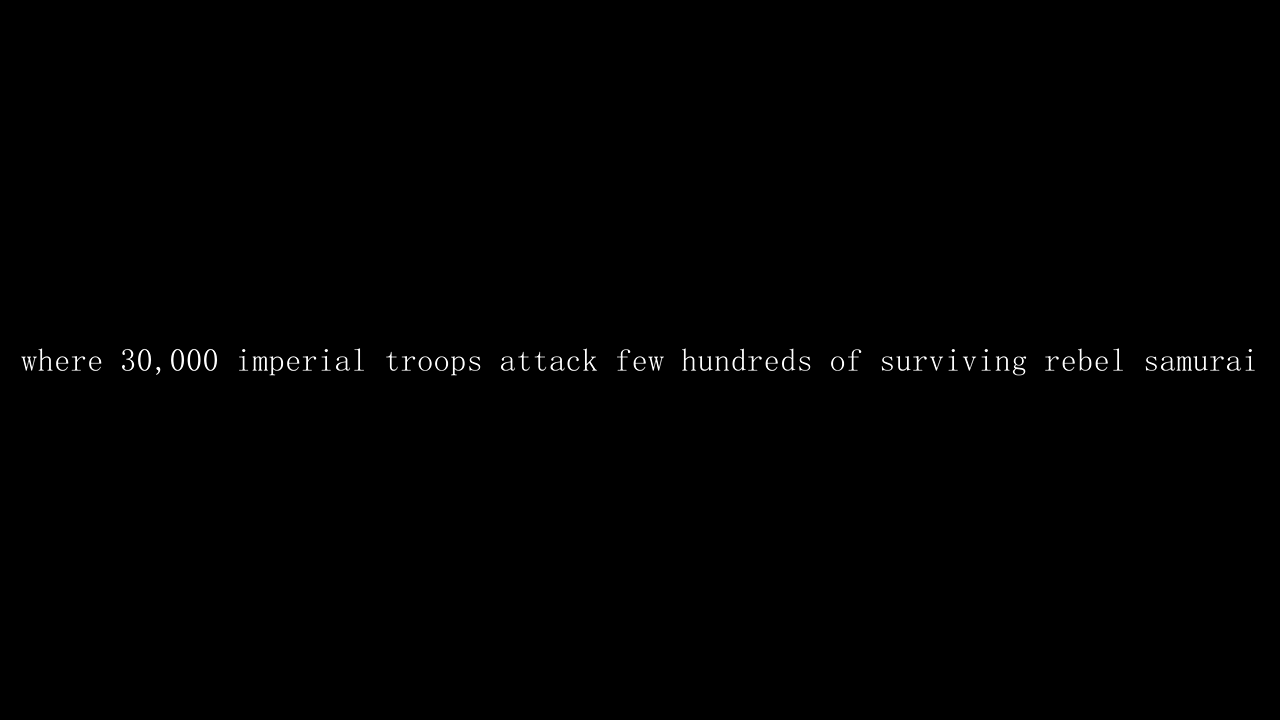 where 30,000 imperial troops attack few hundreds of surviving rebel samurai